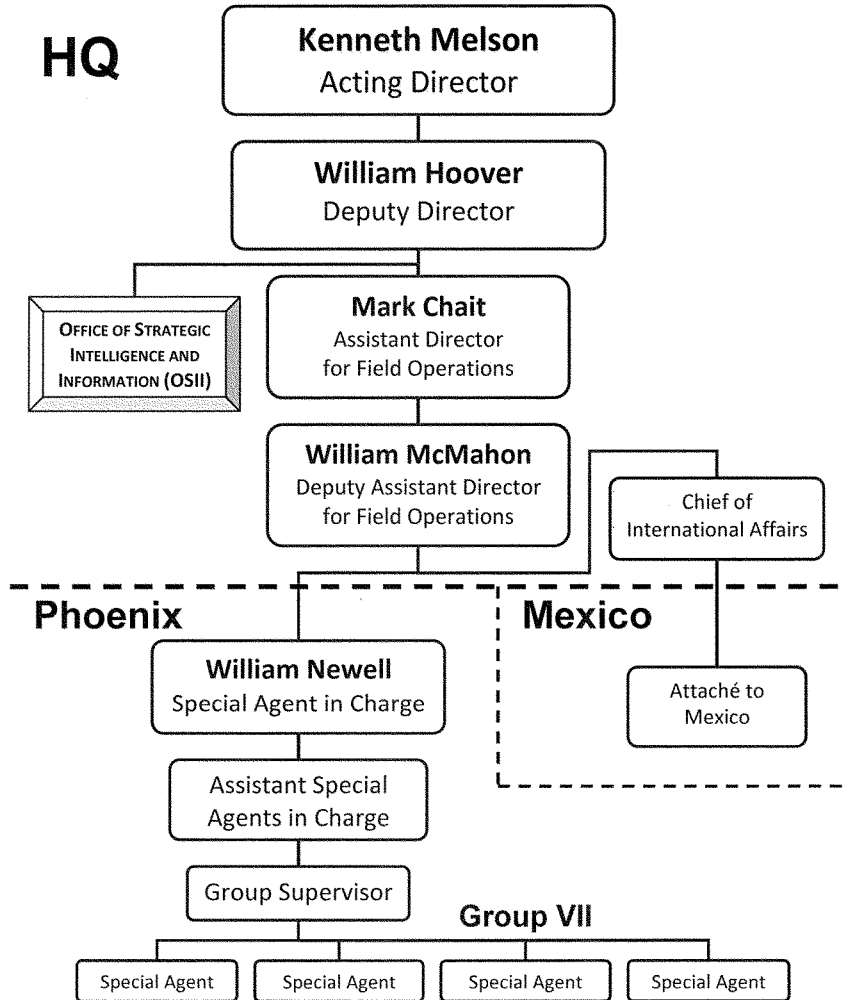 HQ
Kenneth Melson
Acting Director
William Hoover
Deputy Director
OFFICE OF STRATEGIC
INTELLIGENCE AND
INFORMATION (OSII)
Mark Chait
Assistant Director
for Field Operations
William McMahon
Deputy Assistant Director
for Field Operations
Chief of
International Affairs
Phoenix
Mexico
William Newell
Special Agent in Charge
Attaché to
Mexico
Assistant Special
Agents in Charge
Group Supervisor
Group VII
Special Agent
Special Agent
Special Agent
Special Agent